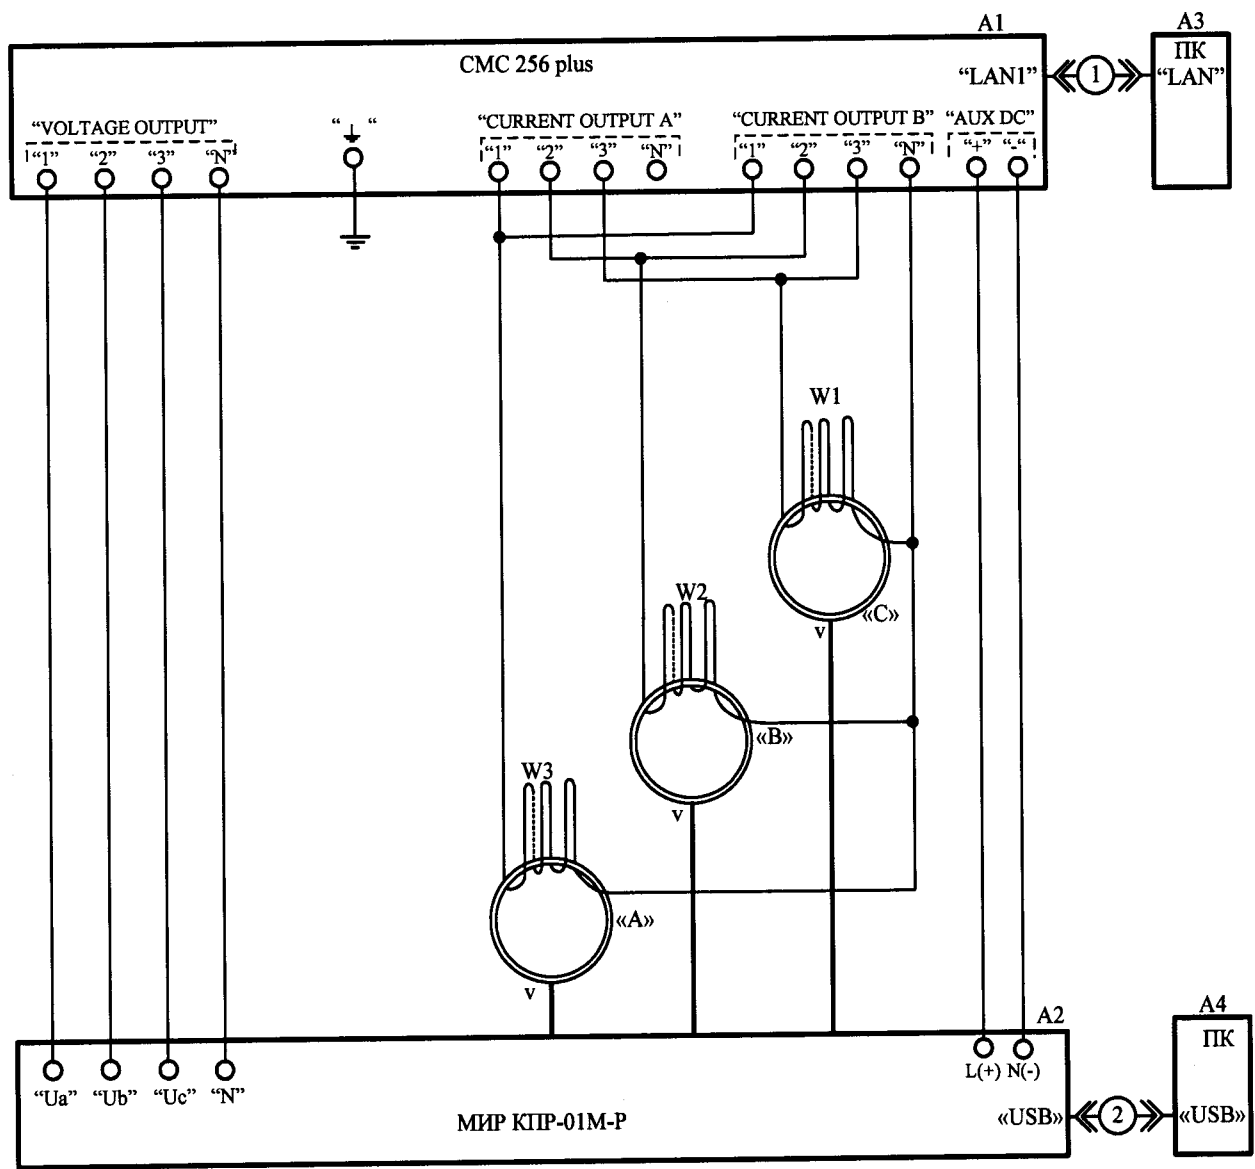 A1
A3
CMC 256 plus
ПК
“LAN1”
1
“LAN”
“VOLTAGE OUTPUT”
“ “
“CURRENT OUTPUT A”
“CURRENT OUTPUT B”
“AUX DC”
“1” “2” “3” “N”
“1” “2” “3” “N”
“1” “2” “3” “N”
“+” “-“
W1
«C»
v
W2
«B»
v
W3
«A»
v
A2
A4
ПК
L(+) N(-)
“Ua” “Ub” “Uc” “N”
МИР КПР-01М-Р
«USB»
2
«USB»